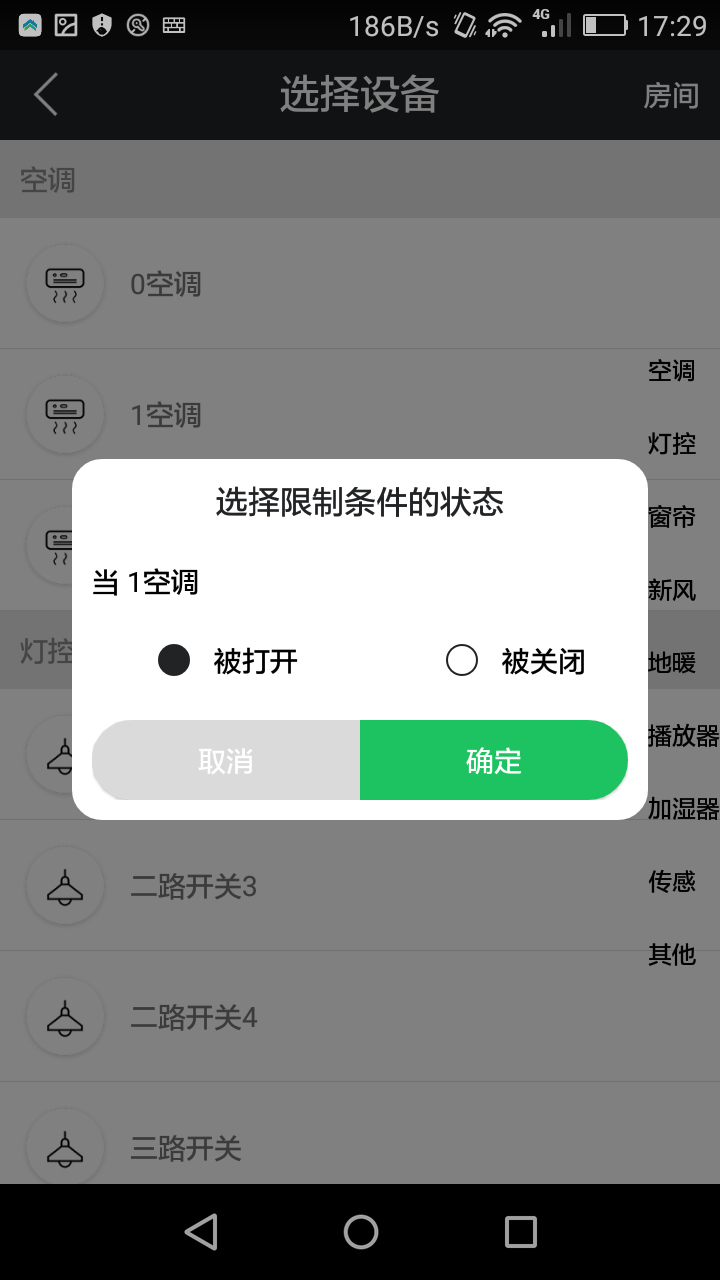 186B/s 4G 17:29
选择设备 房间
空调
0空调
1空调
空调
灯控
选择限制条件的状态
窗帘
当 1空调
新风
灯控
被打开 被关闭
地暖
取消 确定
播放器
加湿器
二路开关3
传感
其他
二路开关4
三路开关